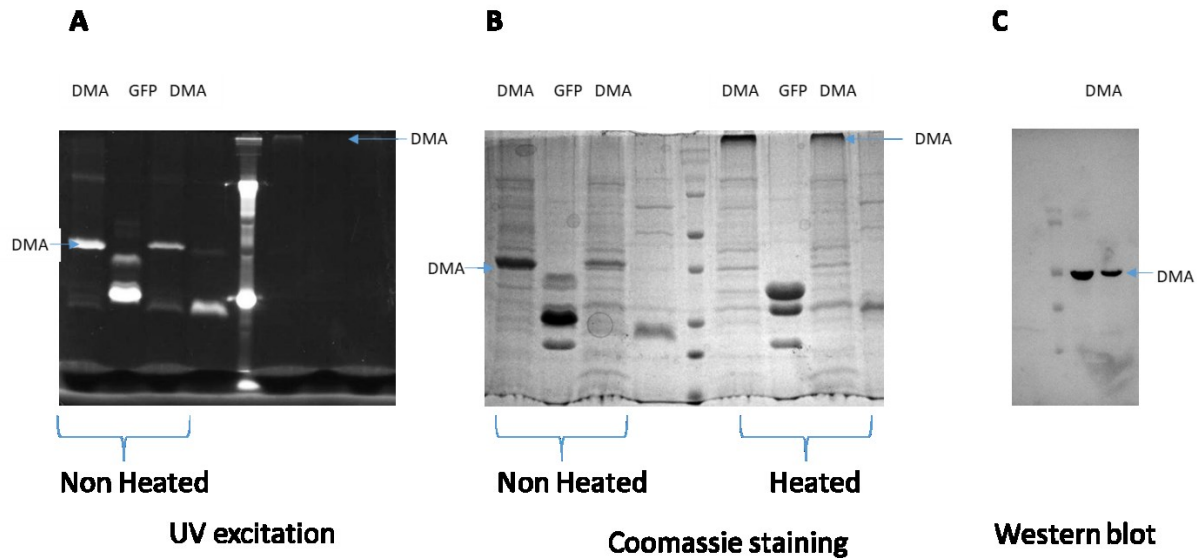 A
B
C
DMA GFP DMA
DMA GFP DMA
DMA GFP DMA
DMA
DMA
DMA
DMA
DMA
DMA
Non Heated
Non Heated
Heated
UV excitation
Coomassie staining
Western blot